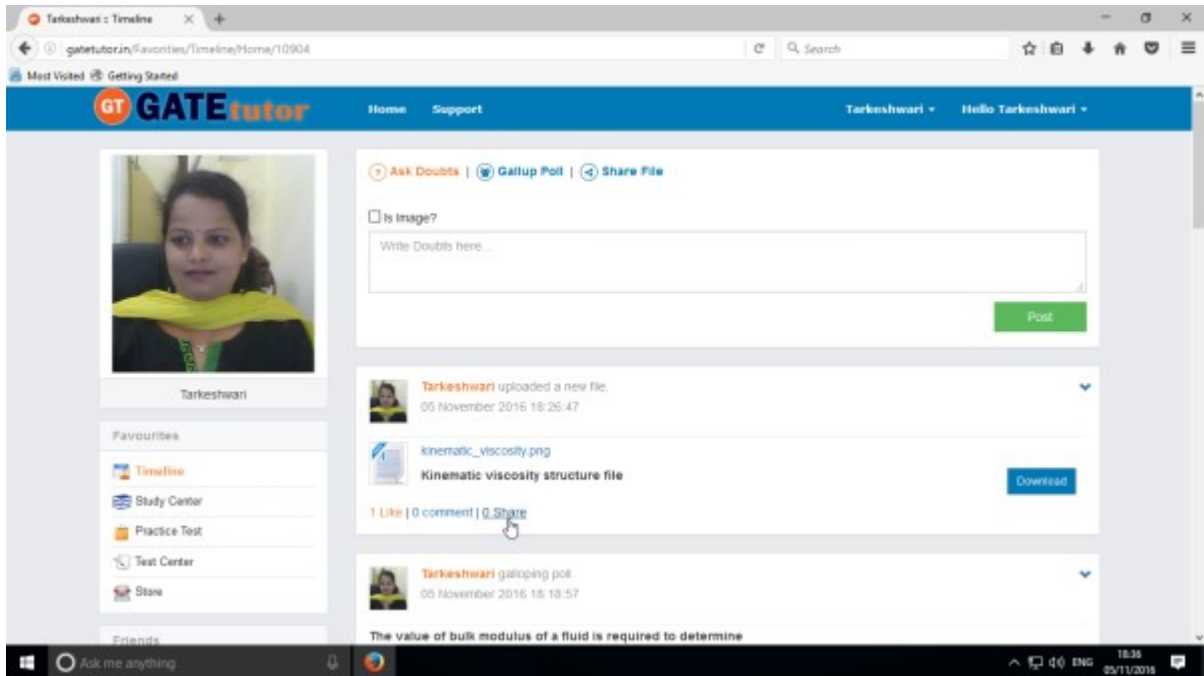 Tarkeshwari :: Timeline
gatetutor.in/Favorities/Timeline/Home/10904
Search
Most Visited Getting Started
GT GATEtutor Home Support Tarkeshwari Hello Tarkeshwari
Ask Doubts | Gallup Poll | Share File
Is Image?
Write Doubts here...
Post
Tarkeshwari
Tarkeshwari uploaded a new file.
05 November 2016 18:26:47
kinematic_viscosity.png
Kinematic viscosity structure file
Download
1 Like | 0 comment | 0 Share
Favourites
Timeline
Study Center
Practice Test
Test Center
Store
Friends
Tarkeshwari galloping poll.
05 November 2016 18:18:57
The value of bulk modulus of a fluid is required to determine
Ask me anything
ENG
18:36
05/11/2016